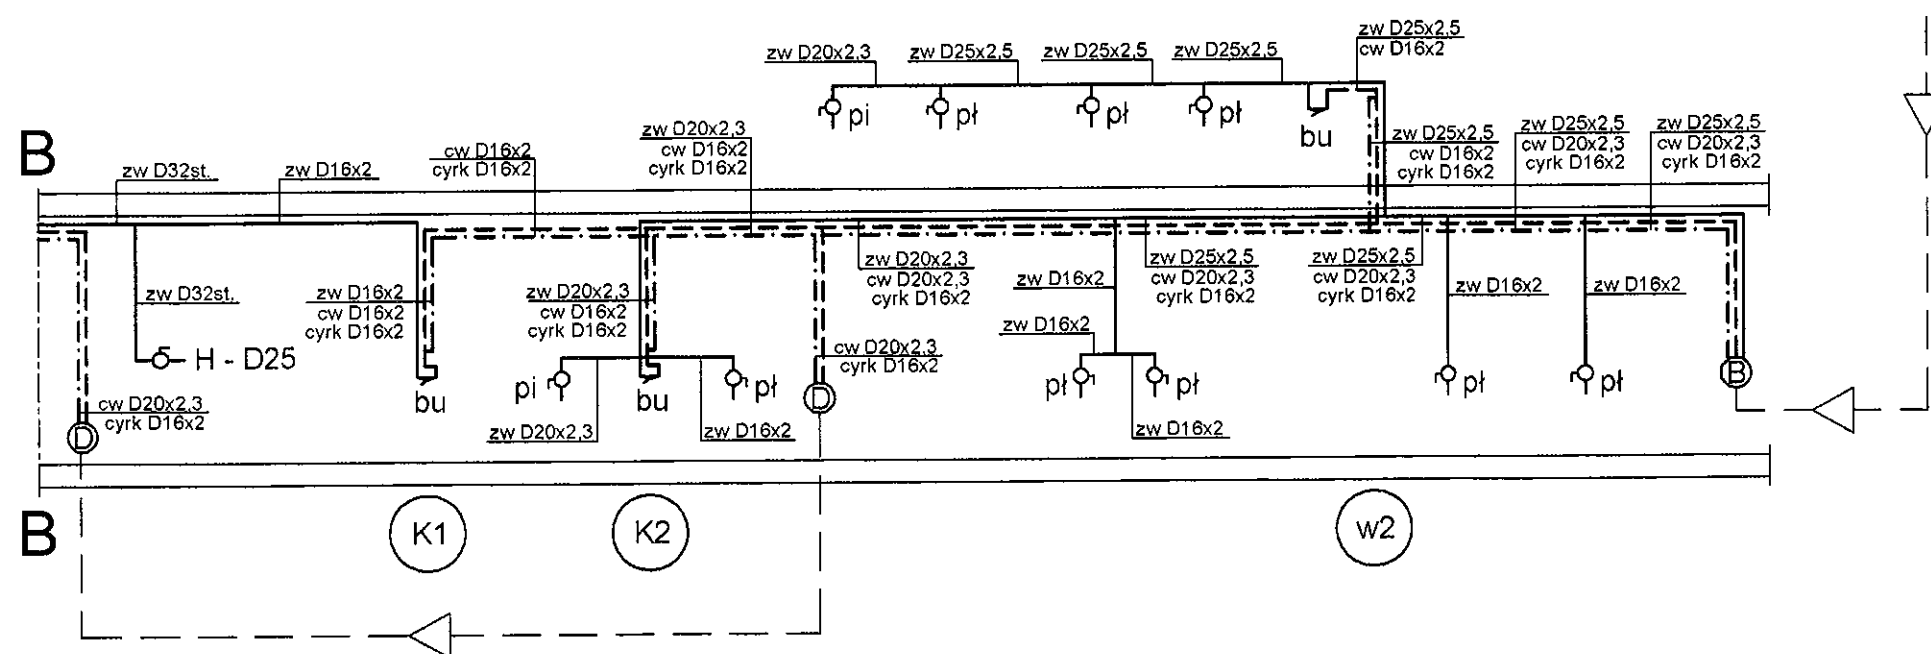 zw D25x2,5
cw D16x2
zw D20x2,3
zw D25x2,5
zw D25x2,5
zw D25x2,5
pi
pł
pł
pł
bu
B
zw D32st.
zw D16x2
cw D16x2
cyrk D16x2
zw D20x2,3
cw D16x2
cyrk D16x2
zw D25x2,5
cw D16x2
cyrk D16x2
zw D25x2,5
cw D20x2,3
cyrk D16x2
zw D25x2,5
cw D20x2,3
cyrk D16x2
zw D32st.
zw D16x2
cw D16x2
cyrk D16x2
zw D20x2,3
cw D16x2
cyrk D16x2
zw D20x2,3
cw D20x2,3
cyrk D16x2
zw D16x2
zw D25x2,5
cw D20x2,3
cyrk D16x2
zw D25x2,5
cw D20x2,3
cyrk D16x2
zw D16x2
zw D16x2
zw D16x2
H - D25
cw D20x2,3
cyrk D16x2
bu
pi
bu
pł
D
pł
pł
pł
pł
B
cw D20x2,3
cyrk D16x2
D
zw D20x2,3
zw D16x2
zw D16x2
B
K1
K2
w2